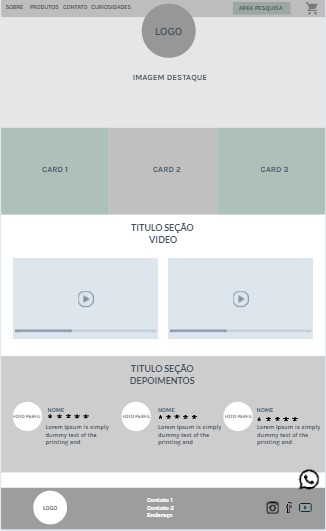 SOBRE PRODUTOS CONTATO CURIOSIDADES
AREA PESQUISA
LOGO
IMAGEM DESTAQUE
CARD 1
CARD 2
CARD 3
TITULO SEÇÃO
VIDEO
TITULO SEÇÃO
DEPOIMENTOS
FOTO PERFIL
NOME
Lorem Ipsum is simply
dummy text of the
printing and
FOTO PERFIL
NOME
Lorem Ipsum is simply
dummy text of the
printing and
FOTO PERFIL
NOME
Lorem Ipsum is simply
dummy text of the
printing and
LOGO
Contato 1
Contato 2
Endereço